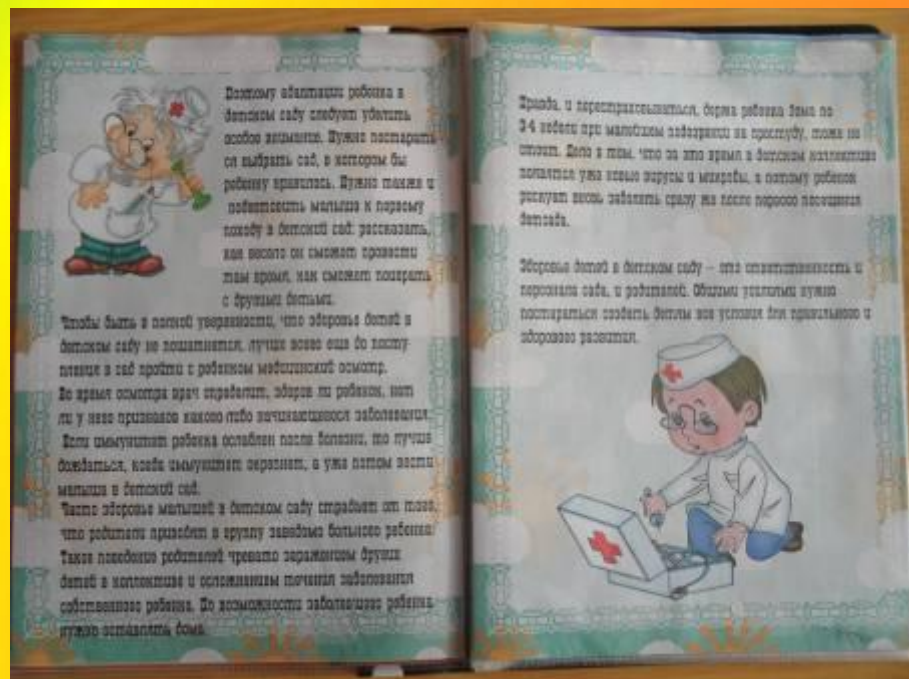 Поэтому адаптации ребенка в
детском саду следует уделить
особое внимание. Нужно постарать
ся выбрать сад, в котором бы
ребенку нравилось. Нужно также и
подготовить малыша к первому
походу в детский сад: рассказать,
как весело он сможет провести
там время, как сможет поиграть
с другими детьми.
Чтобы быть в полной уверенности, что здоровье детей в
детском саду не пошатнется, лучше всего еще до посту
пления в сад пройти с ребенком медицинский осмотр.
Во время осмотра врач определит, здоров ли ребенок, нет
ли у него признаков какого либо начинающегося заболевания.
Если иммунитет ребенка ослаблен после болезни, то лучше
дождаться, когда иммунитет окрепнет, а уже потом вести
малыша в детский сад.
Часто здоровье малышей в детском саду страдает от того,
что родители приводят в группу заведомо больного ребенка.
Такое поведение родителей чревато заражением других
детей в коллективе и осложнением течения заболевания
собственного ребенка. По возможности заболевшего ребенка
нужно оставлять дома.
Правда, и перестраховываться, держа ребенка дома по
3-4 недели при малейшем подозрении на простуду, тоже не
стоит. Дело в том, что за это время в детском коллективе
появятся уже новые вирусы и микробы, а потому ребенок
рискует вновь заболеть сразу же после первого посещения
детсада.
Здоровье детей в детском саду – это ответственность и
персонала сада, и родителей. Общими усилиями нужно
постараться создать детям все условия для правильного и
здорового развития.